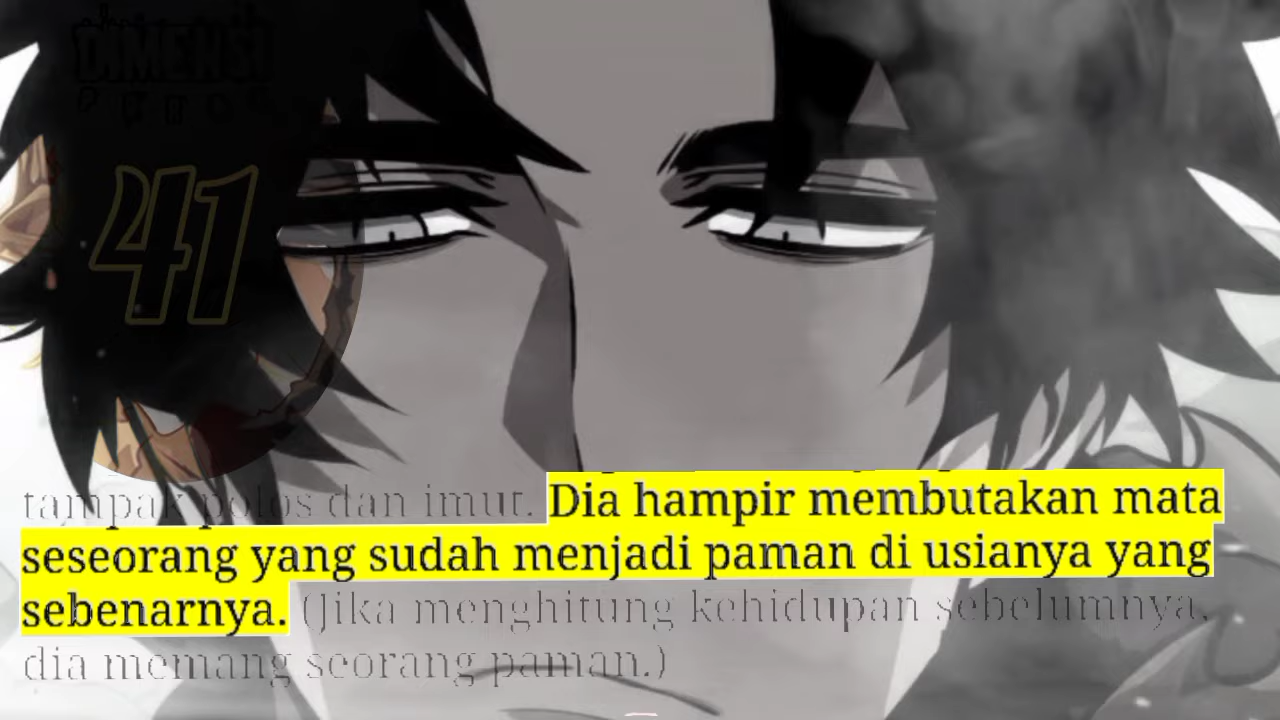 DIMENSI
41
tampak polos dan imut. Dia hampir membutakan mata
seseorang yang sudah menjadi paman di usianya yang
sebenarnya. (Jika menghitung kehidupan sebelumnya,
dia memang seorang paman.)